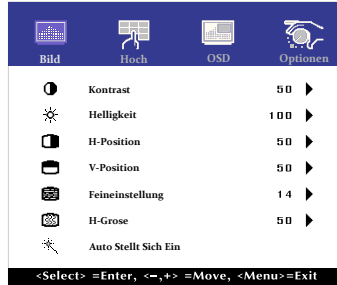 Bild Hoch OSD Optionen
Kontrast 50
Helligkeit 100
H-Position 50
V-Position 50
Feineinstellung 14
H-Grose 50
Auto Stellt Sich Ein
<Select> =Enter, <−,+> =Move, <Menu>=Exit